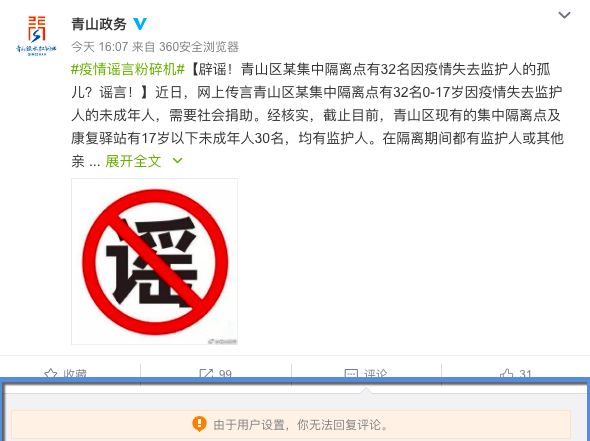 青山政务
今天 16:07 来自 360安全浏览器
#疫情谣言粉碎机#【辟谣！青山区某集中隔离点有32名因疫情失去监护人的孤
儿？谣言！】近日，网上传言青山区某集中隔离点有32名0-17岁因疫情失去监护
人的未成年人，需要社会捐助。经核实，截止目前，青山区现有的集中隔离点及
康复驿站有17岁以下未成年人30名，均有监护人。在隔离期间都有监护人或其他
亲 ... 展开全文
谣
收藏 99 评论 31
由于用户设置，你无法回复评论。